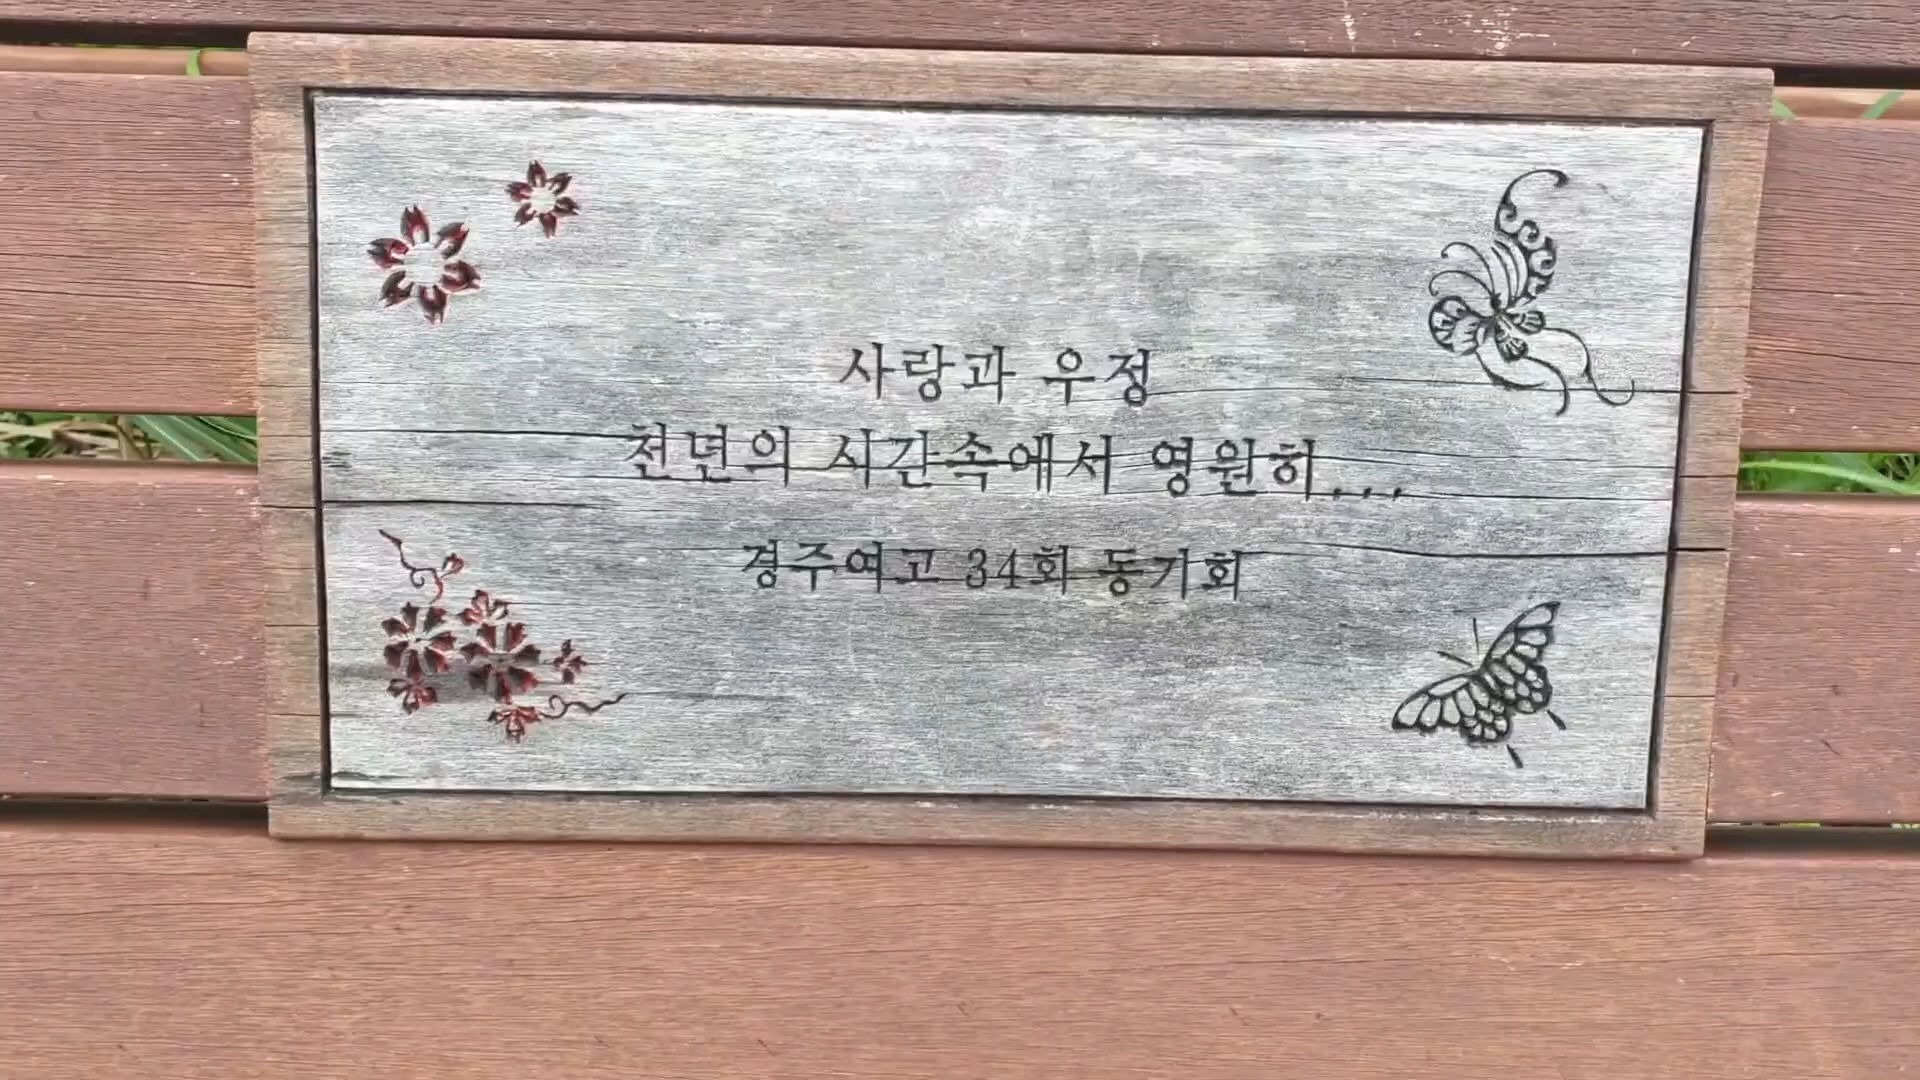 사랑과 우정
천년의 시간속애서 영원히...
경주여고 34회 동기회